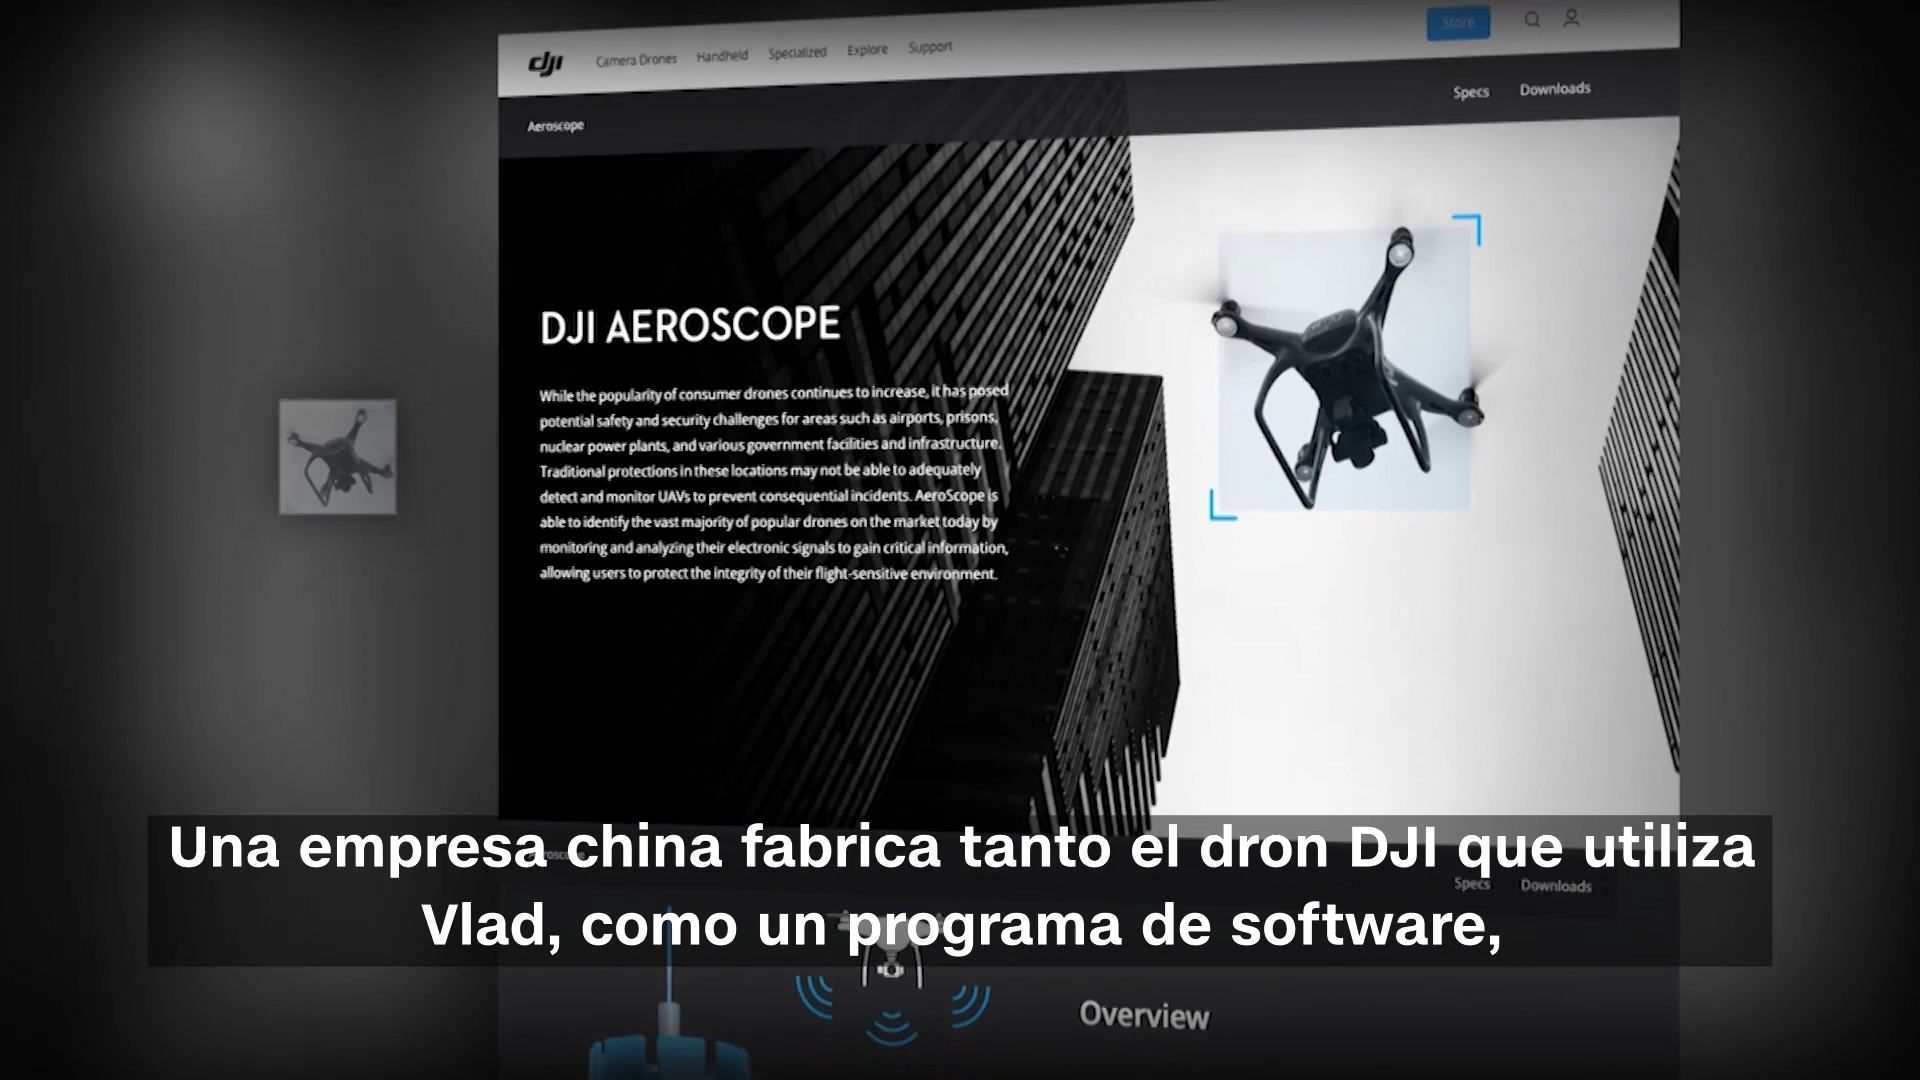 dji Camera Drones Handheld Specialized Explore Support Store
Aeroscope Specs Downloads
DJI AEROSCOPE
While the popularity of consumer drones continues to increase, it has posed
potential safety and security challenges for areas such as airports, prisons,
nuclear power plants, and various government facilities and infrastructure.
Traditional protections in these locations may not be able to adequately
detect and monitor UAVs to prevent consequential incidents. AeroScope is
able to identify the vast majority of popular drones on the market today by
monitoring and analyzing their electronic signals to gain critical information,
allowing users to protect the integrity of their flight-sensitive environment.
Una empresa china fabrica tanto el dron DJI que utiliza
Aeroscope Specs Downloads
Vlad, como un programa de software,
Overview